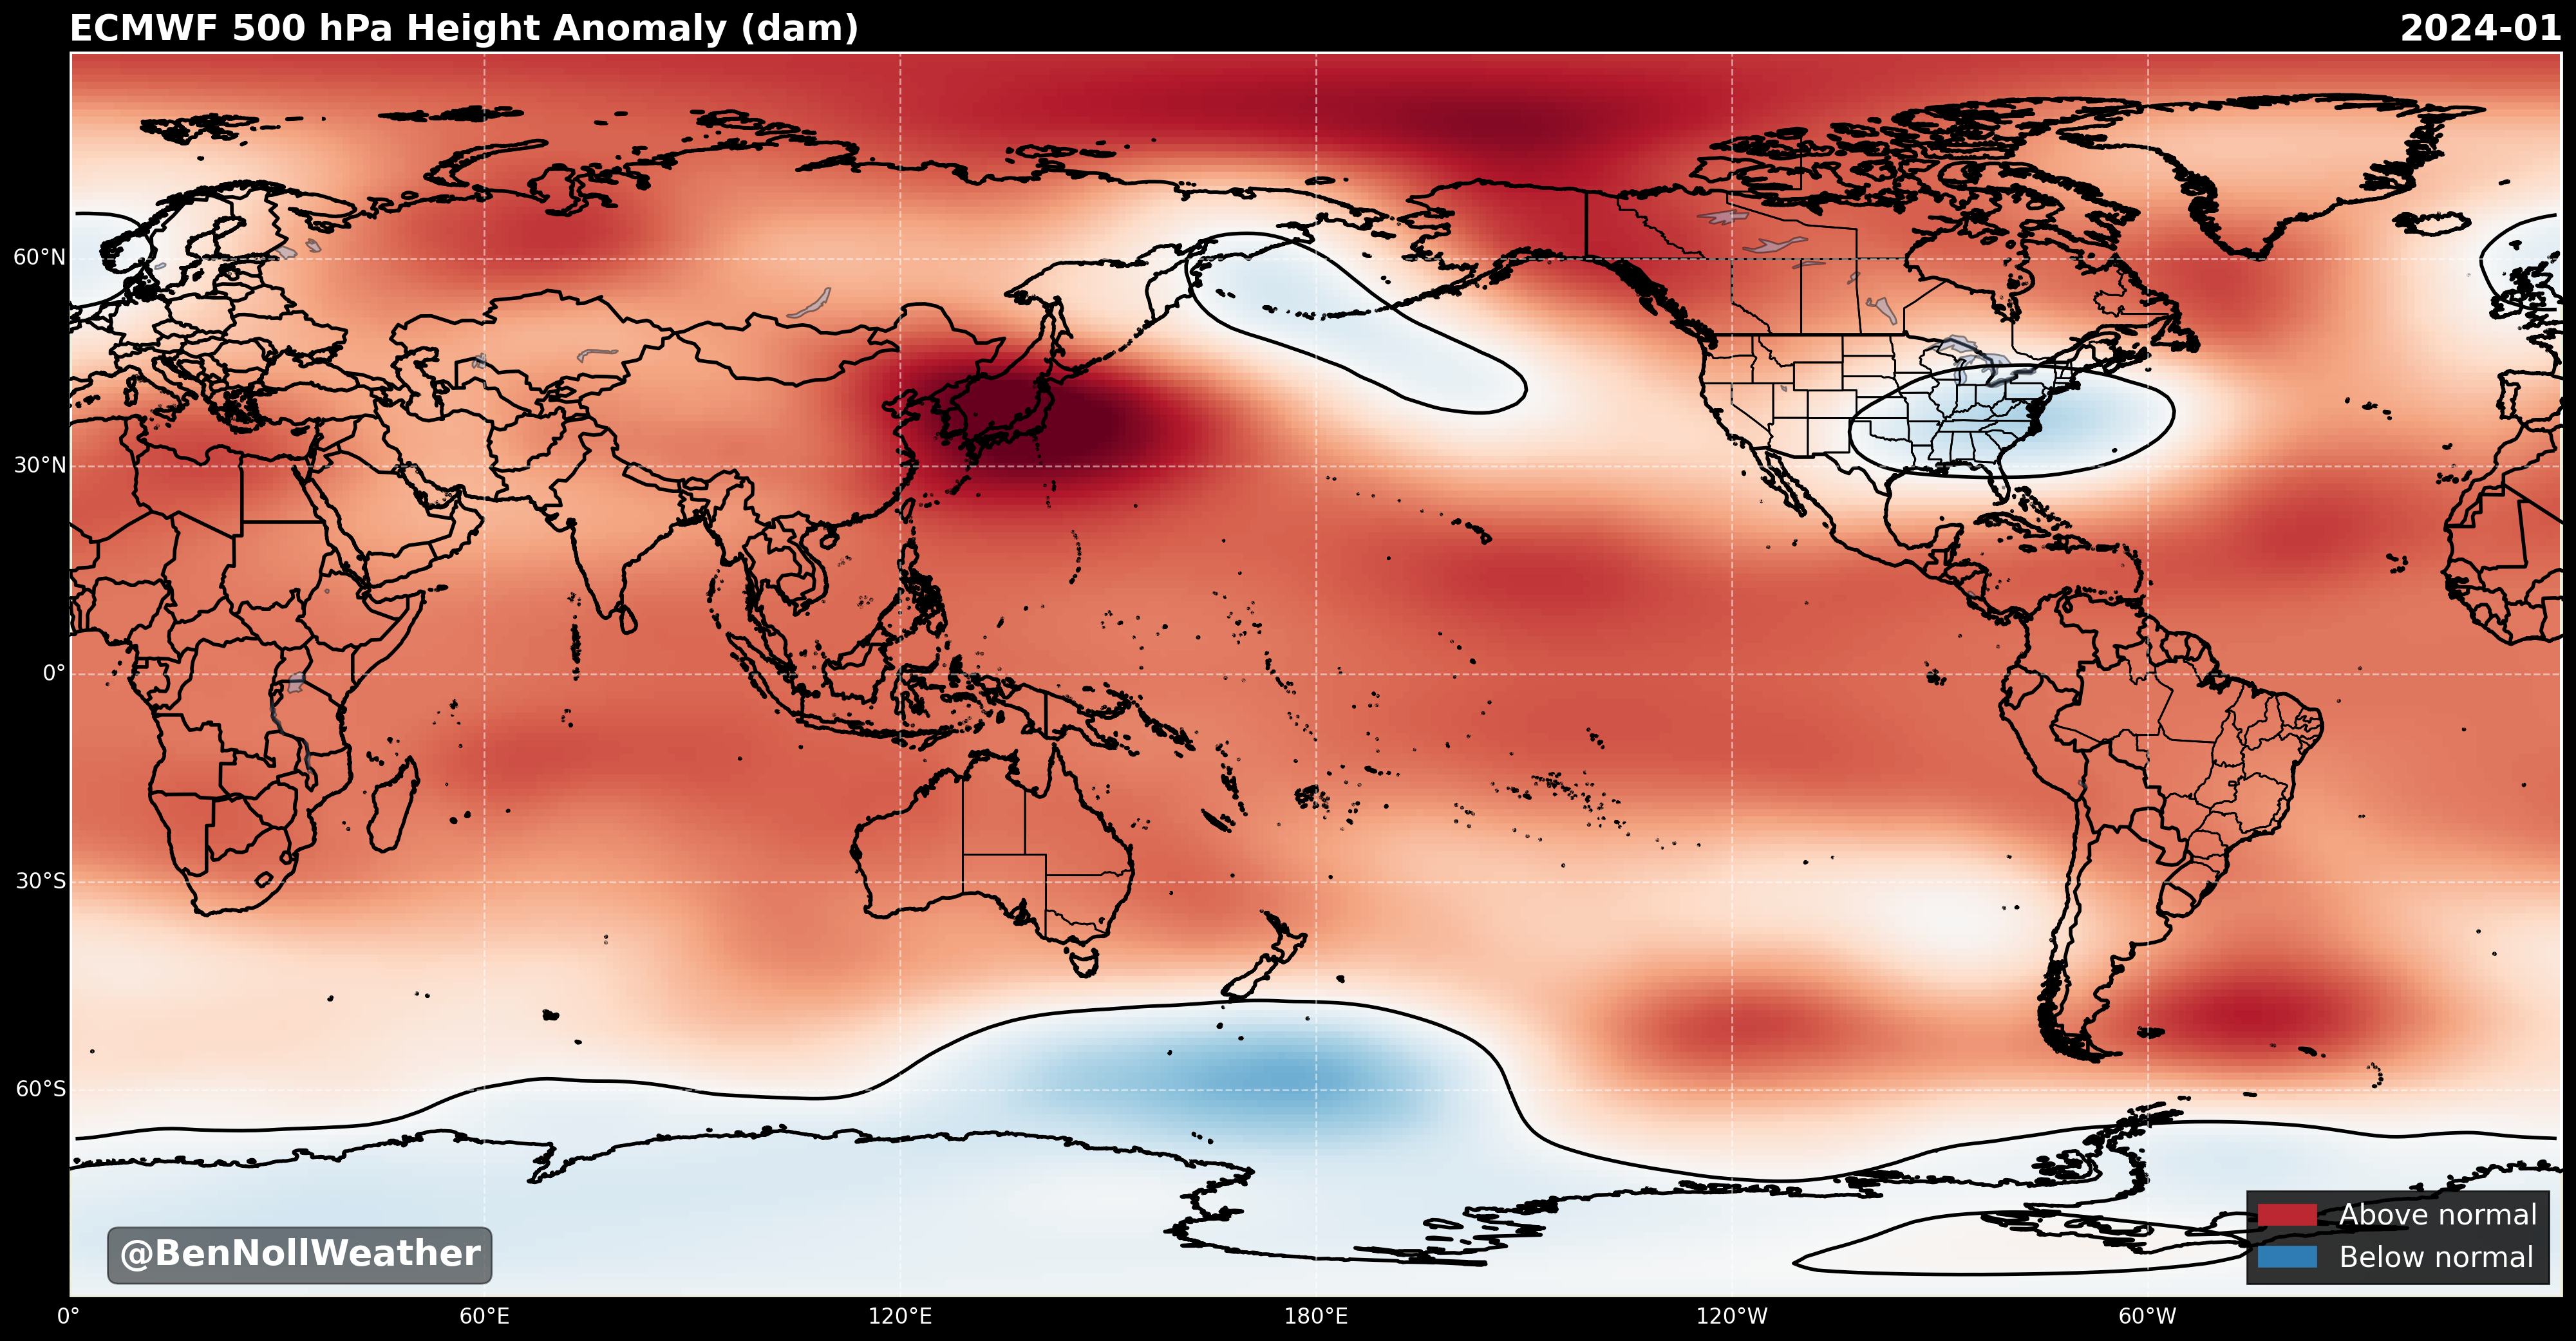 ECMWF 500 hPa Height Anomaly (dam)
2024-01
60°N
30°N
0°
30°S
60°S
@BenNollWeather
Above normal
Below normal
0°
60°E
120°E
180°E
120°W
60°W